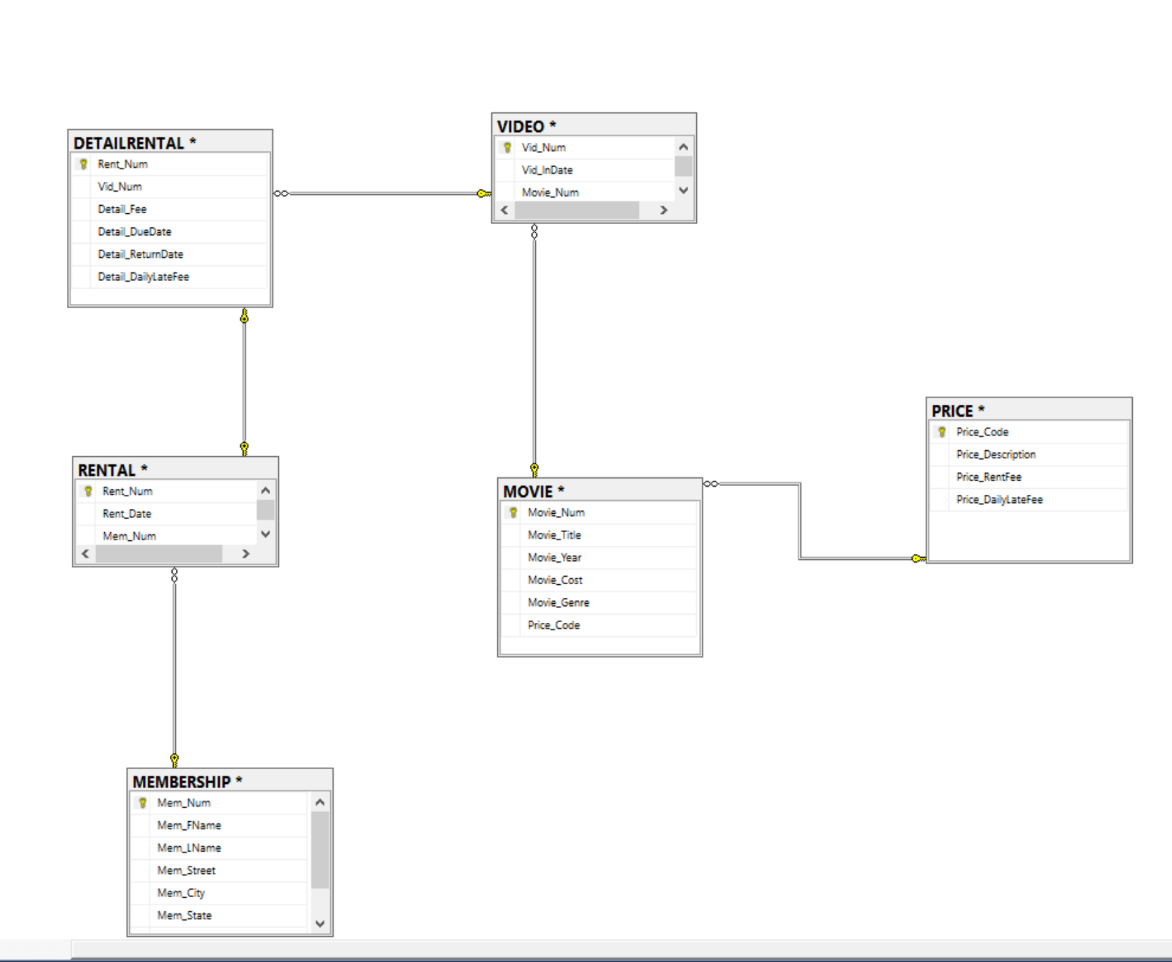 DETAILRENTAL *
Rent_Num
Vid_Num
Detail_Fee
Detail_DueDate
Detail_ReturnDate
Detail_DailyLateFee
VIDEO *
Vid_Num
Vid_InDate
Movie_Num
RENTAL *
Rent_Num
Rent_Date
Mem_Num
MOVIE *
Movie_Num
Movie_Title
Movie_Year
Movie_Cost
Movie_Genre
Price_Code
PRICE *
Price_Code
Price_Description
Price_RentFee
Price_DailyLateFee
MEMBERSHIP *
Mem_Num
Mem_FName
Mem_LName
Mem_Street
Mem_City
Mem_State